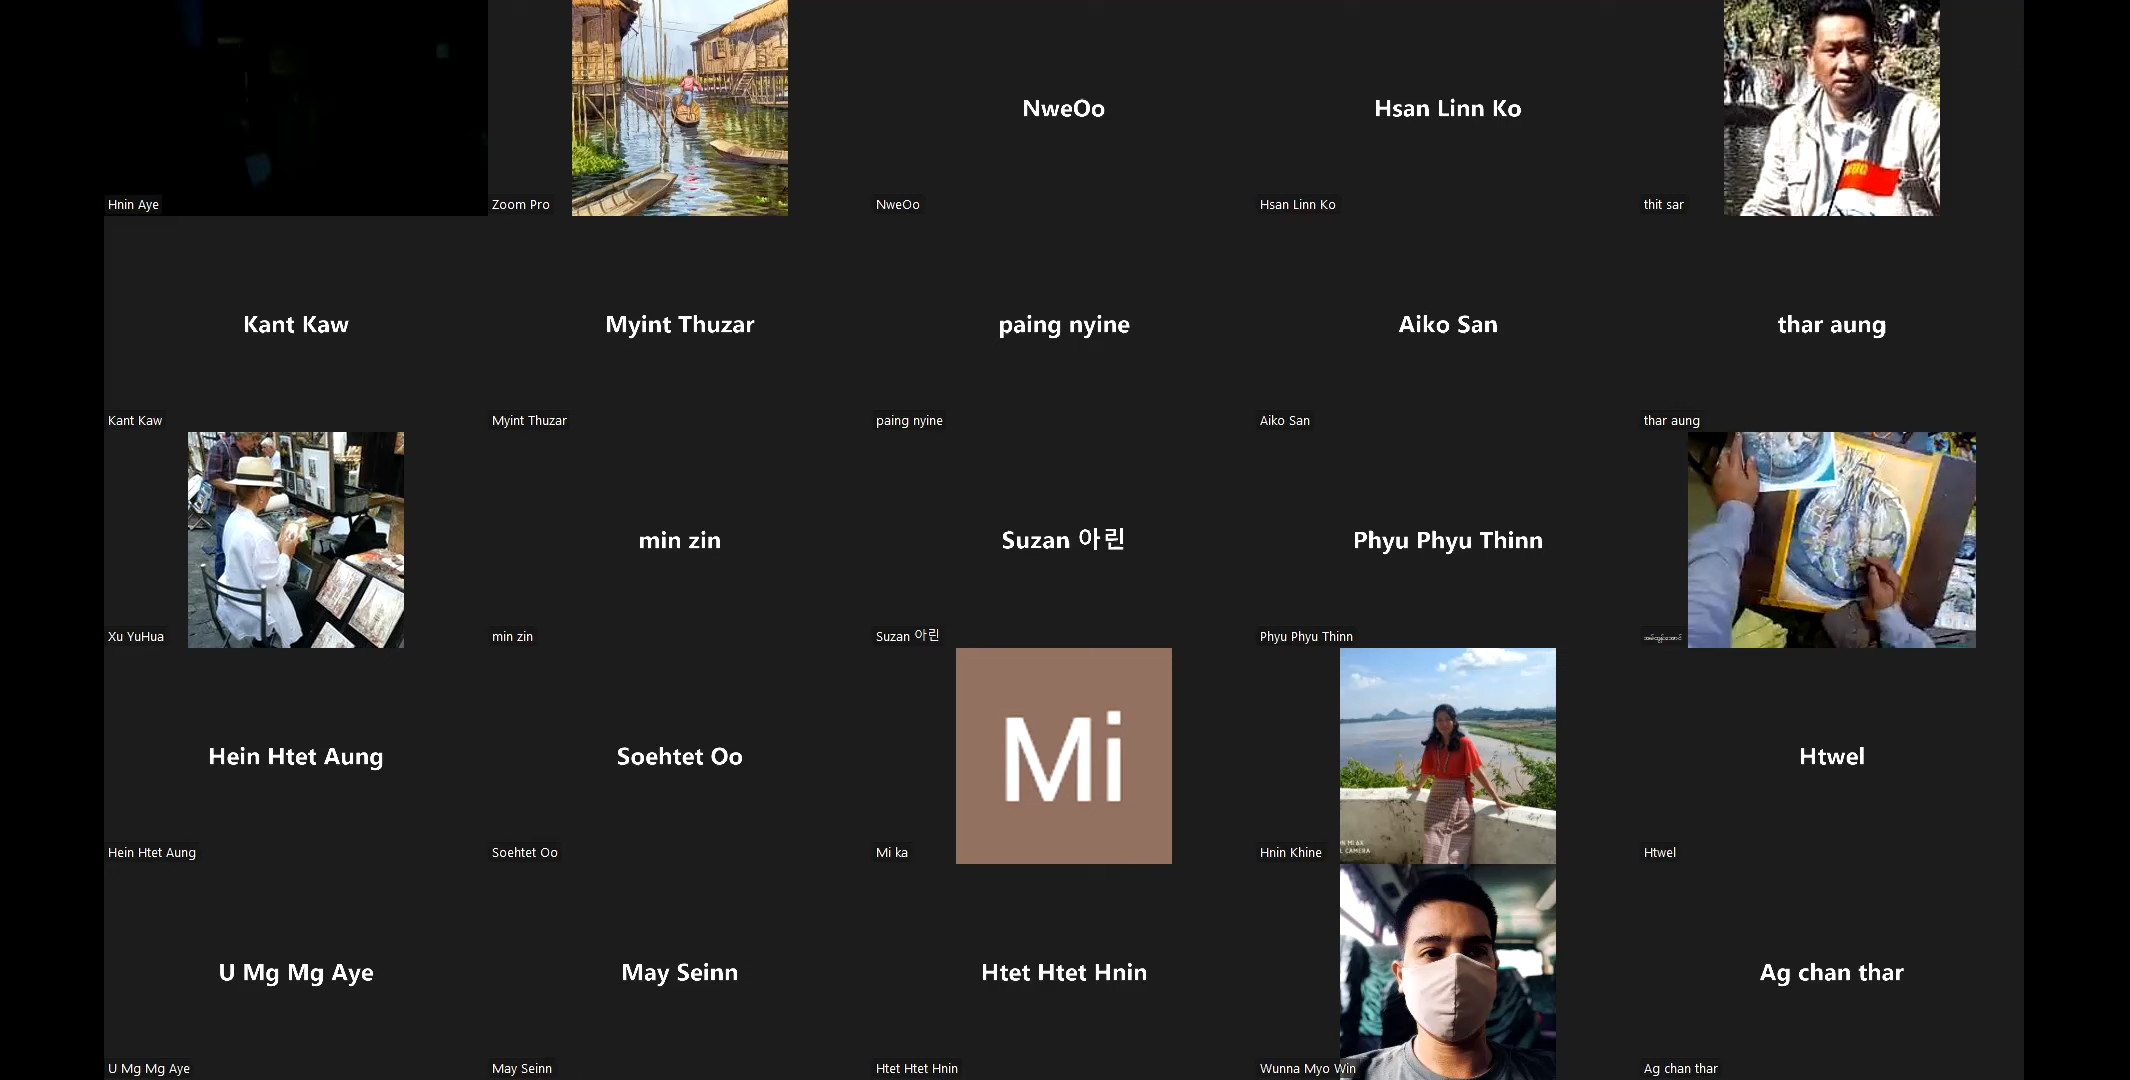 NweOo
Hsan Linn Ko
Hnin Aye
Zoom Pro
NweOo
Hsan Linn Ko
thit sar
Kant Kaw
Myint Thuzar
paing nyine
Aiko San
thar aung
Kant Kaw
Myint Thuzar
paing nyine
Aiko San
thar aung
min zin
Suzan 아린
Phyu Phyu Thinn
Xu YuHua
min zin
Suzan 아린
Phyu Phyu Thinn
Hein Htet Aung
Soehtet Oo
Mi
Htwel
Hein Htet Aung
Soehtet Oo
Mi ka
Hnin Khine
Htwel
U Mg Mg Aye
May Seinn
Htet Htet Hnin
Ag chan thar
U Mg Mg Aye
May Seinn
Htet Htet Hnin
Wunna Myo Win
Ag chan thar